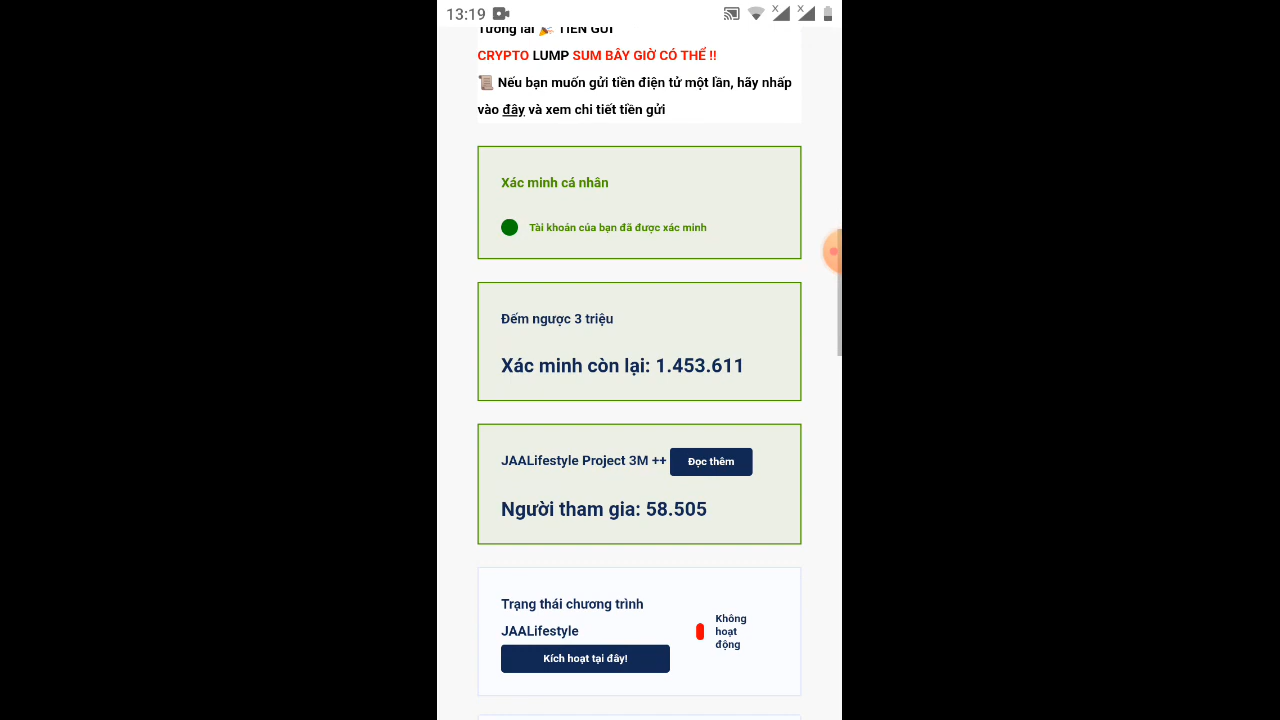 13:19
Tương lai 🎉 TIỀN GỬI
CRYPTO LUMP SUM BÂY GIỜ CÓ THỂ !!
📜 Nếu bạn muốn gửi tiền điện tử một lần, hãy nhấp
vào đây và xem chi tiết tiền gửi
Xác minh cá nhân
Tài khoản của bạn đã được xác minh
Đếm ngược 3 triệu
Xác minh còn lại: 1.453.611
JAALifestyle Project 3M ++ Đọc thêm
Người tham gia: 58.505
Trạng thái chương trình
JAALifestyle
Kích hoạt tại đây!
Không
hoạt
động